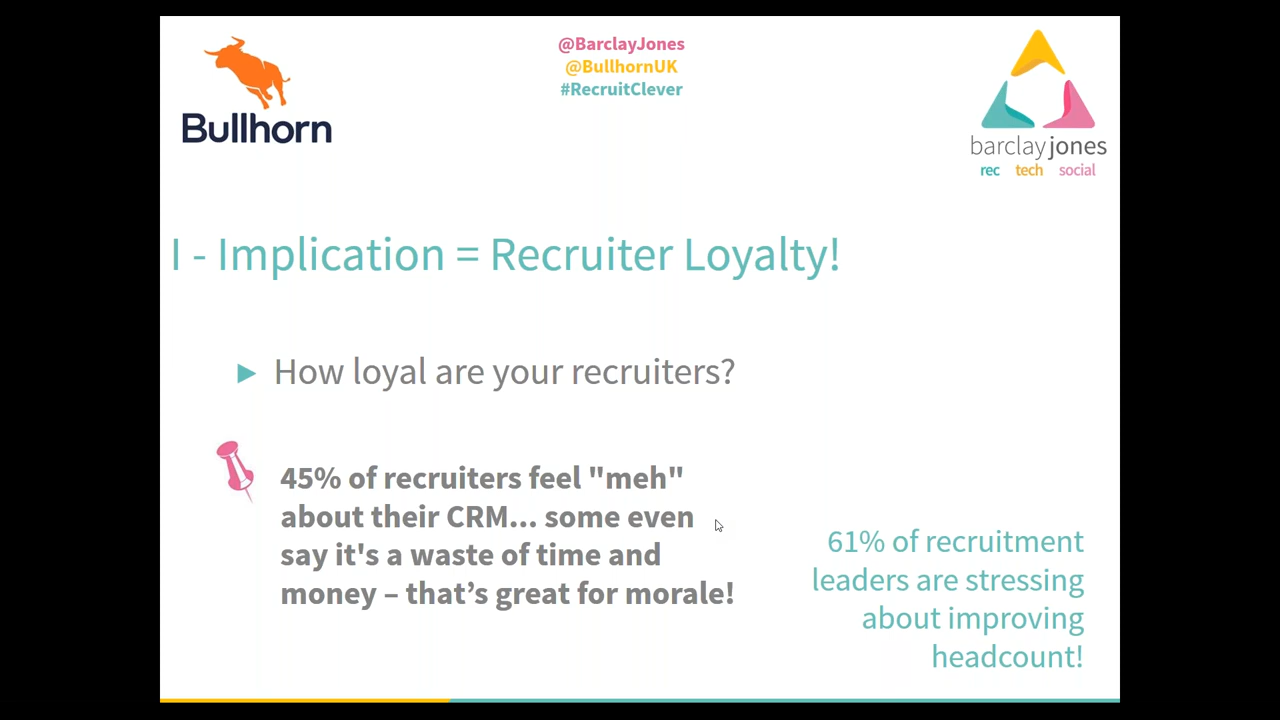 @BarclayJones
@BullhornUK
#RecruitClever
Bullhorn
barclayjones
rec tech social
I - Implication = Recruiter Loyalty!
How loyal are your recruiters?
45% of recruiters feel "meh"
about their CRM... some even
say it's a waste of time and
money – that’s great for morale!
61% of recruitment
leaders are stressing
about improving
headcount!